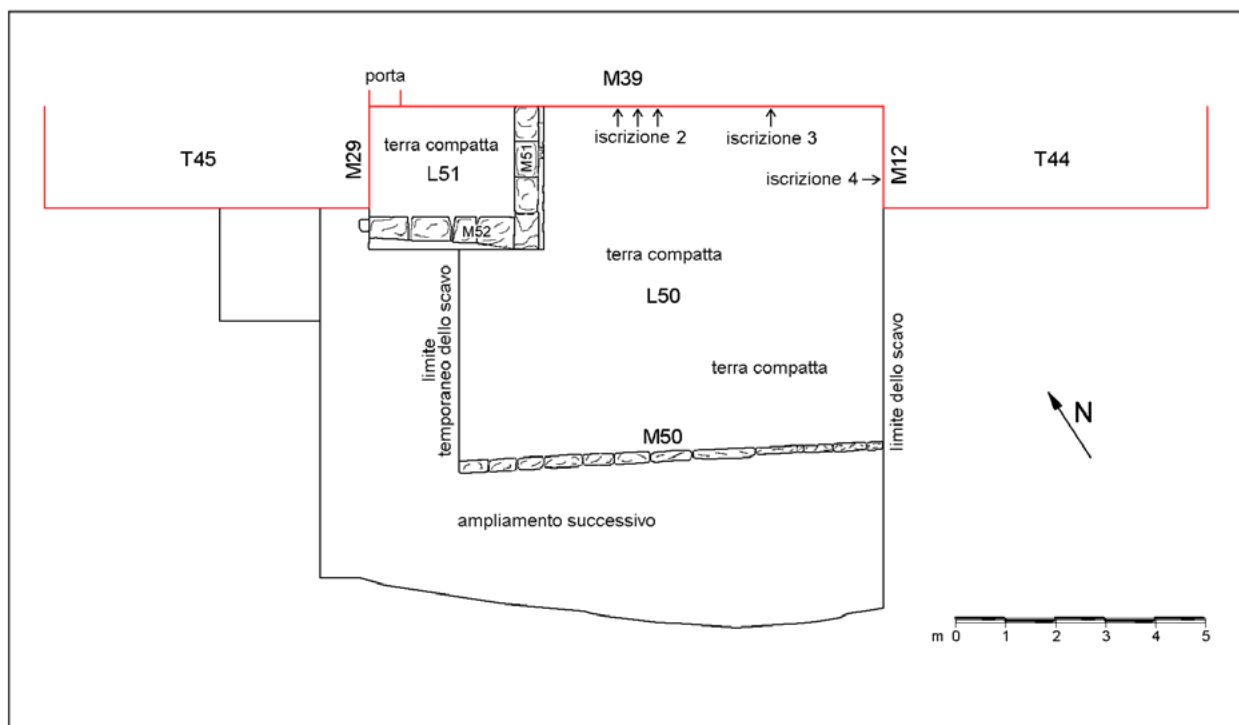 porta
M39
iscrizione 2
iscrizione 3
T45
M29
terra compatta
L51
M51
iscrizione 4
M12
T44
M52
terra compatta
L50
limite
temporaneo dello scavo
terra compatta
limite dello scavo
N
M50
ampliamento successivo
m 0 1 2 3 4 5